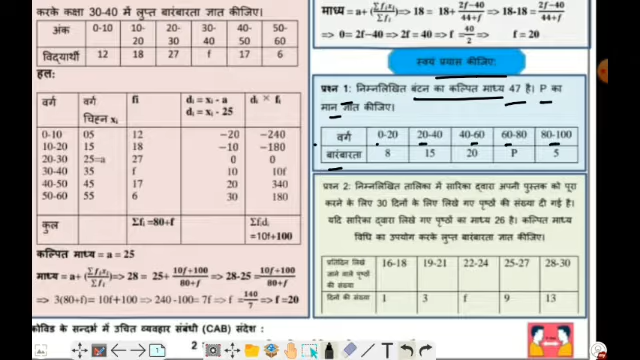 करके कक्षा 30-40 में लुप्त बारंबारता ज्ञात कीजिए।
अंक 0-10 10-20 20-30 30-40 40-50 50-60
विद्यार्थी 12 18 27 f 17 6
हल:
वर्ग वर्ग चिह्न xᵢ fi dᵢ = xᵢ - a dᵢ = xᵢ - 25 dᵢ × fᵢ
0-10 05 12 -20 -240
10-20 15 18 -10 -180
20-30 25=a 27 0 0
30-40 35 f 10 10f
40-50 45 17 20 340
50-60 55 6 30 180
कुल Σfᵢ =80+f Σfᵢdᵢ =10f+100
कल्पित माध्य = a = 25
माध्य = a+(Σfᵢxᵢ/Σfᵢ) => 28 = 25+ 10f+100/80+f => 28-25= 10f+100/80+f
=> 3(80+f)= 10f+100 => 240 -100= 7f => f = 140/7 => f =20
कोविड के सन्दर्भ में उचित व्यवहार संबंधी (CAB) संदेश :
2
माध्य = a+(Σfᵢxᵢ/Σfᵢ) => 18 = 18+ 2f-40/44+f => 18-18= 2f-40/44+f
=> 0= 2f-40 => 2f = 40 => f = 40/2 => f = 20
स्वयं प्रयास कीजिए
प्रश्न 1: निम्नलिखित बंटन का कल्पित माध्य 47 है। P का
मान ज्ञात कीजिए।
वर्ग 0-20 20-40 40-60 60-80 80-100
बारंबारता 8 15 20 P 5
प्रश्न 2: निम्नलिखित तालिका में सारिका द्वारा अपनी पुस्तक को पूरा
करने के लिए 30 दिनों के लिए लिखे गए पृष्ठों की संख्या दी गई है।
यदि सारिका द्वारा लिखे गए पृष्ठों का माध्य 26 है। कल्पित माध्य
विधि का उपयोग करके लुप्त बारंबारता ज्ञात कीजिए।
प्रतिदिन लिखे जाने वाले पृष्ठों की संख्या 16-18 19-21 22-24 25-27 28-30
दिनों की संख्या 1 3 f 9 13